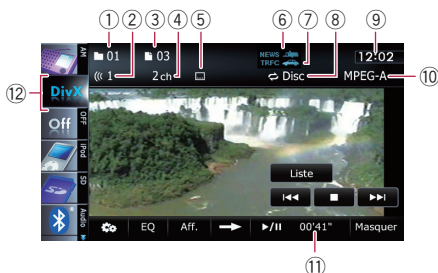 ① ② ③ ④ ⑤ ⑥ ⑦ ⑧ ⑨
01 03 NEWS 12:02
1 2 ch TRFC Disc MPEG-A ⑩
⑫ DivX
AM
Off
OFF
iPod
SD
Audio
Liste
EQ Aff. 00'41" Masquer
⑪